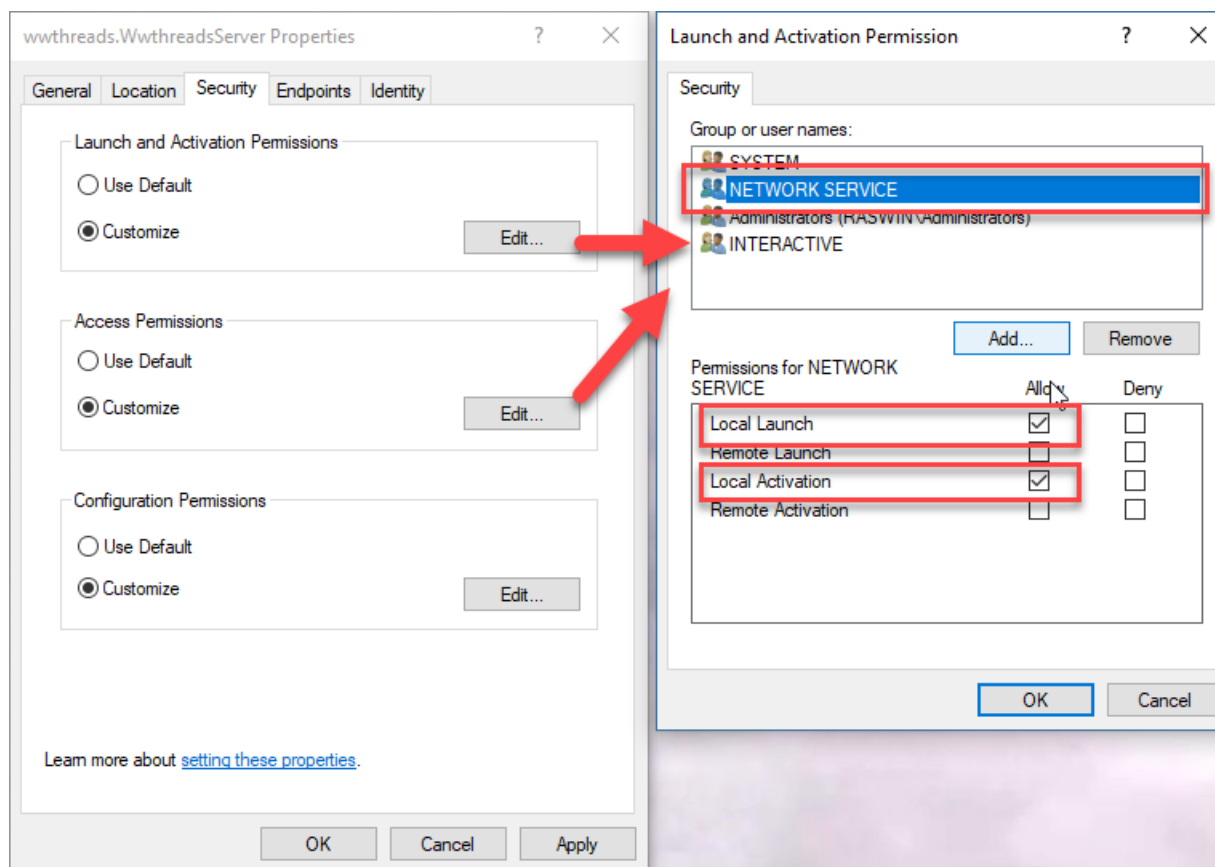 wwthreads.WwthreadsServer Properties
General Location Security Endpoints Identity
Launch and Activation Permissions
Use Default
Customize
Edit...
Access Permissions
Use Default
Customize
Edit...
Configuration Permissions
Use Default
Customize
Edit...
Learn more about setting these properties.
OK Cancel Apply
Launch and Activation Permission
Security
Group or user names:
SYSTEM
NETWORK SERVICE
Administrators (RASWIN\Administrators)
INTERACTIVE
Add... Remove
Permissions for NETWORK
SERVICE Allow Deny
Local Launch
Remote Launch
Local Activation
Remote Activation
OK Cancel